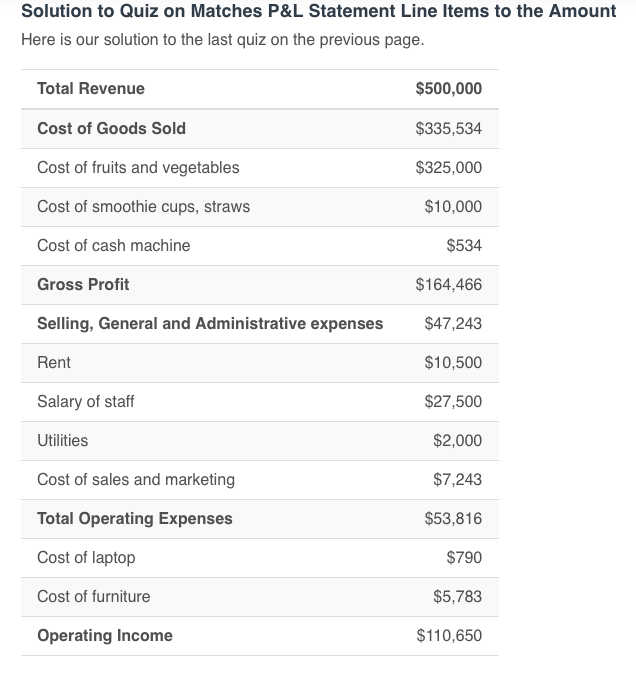 Solution to Quiz on Matches P&L Statement Line Items to the Amount
Here is our solution to the last quiz on the previous page.
Total Revenue $500,000
Cost of Goods Sold $335,534
Cost of fruits and vegetables $325,000
Cost of smoothie cups, straws $10,000
Cost of cash machine $534
Gross Profit $164,466
Selling, General and Administrative expenses $47,243
Rent $10,500
Salary of staff $27,500
Utilities $2,000
Cost of sales and marketing $7,243
Total Operating Expenses $53,816
Cost of laptop $790
Cost of furniture $5,783
Operating Income $110,650